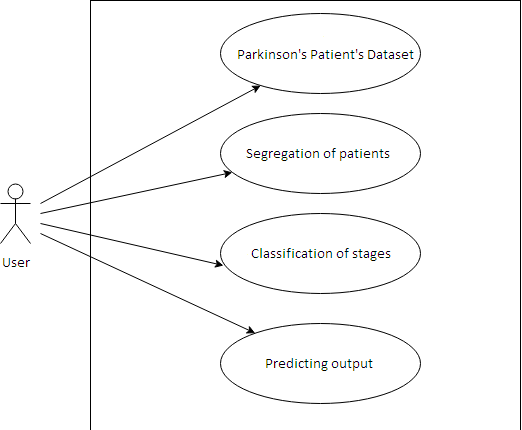 Parkinson's Patient's Dataset
Segregation of patients
Classification of stages
Predicting output
User